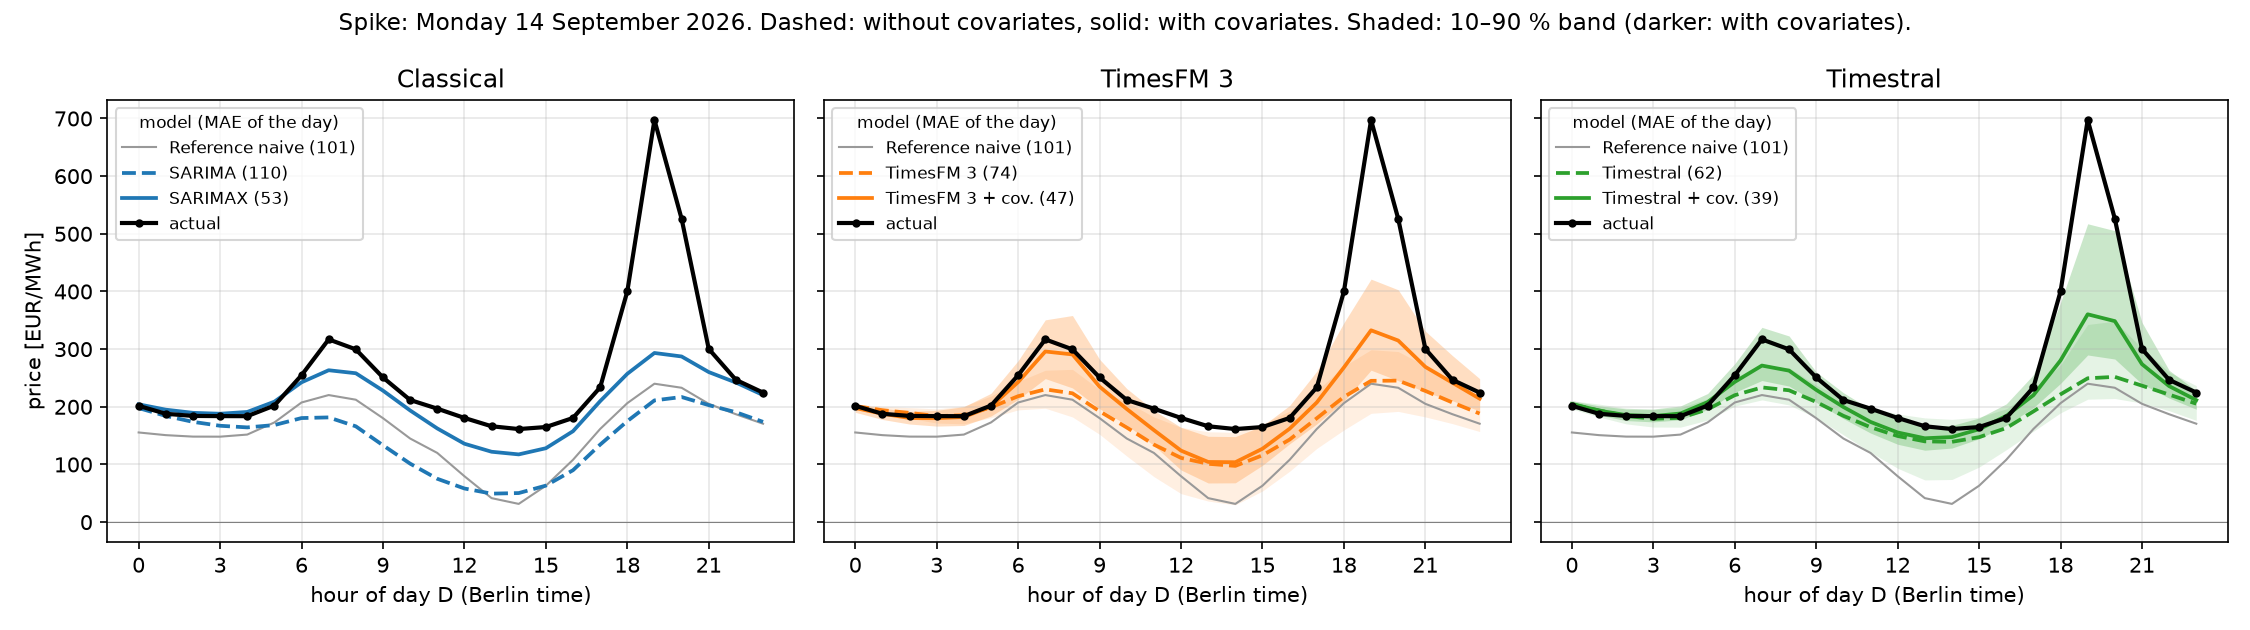 Spike: Monday 14 September 2026. Dashed: without covariates, solid: with covariates. Shaded: 10–90 % band (darker: with covariates).
Classical
model (MAE of the day)
Reference naive (101)
SARIMA (110)
SARIMAX (53)
actual
price [EUR/MWh]
700
600
500
400
300
200
100
0
0 3 6 9 12 15 18 21
hour of day D (Berlin time)
TimesFM 3
model (MAE of the day)
Reference naive (101)
TimesFM 3 (74)
TimesFM 3 + cov. (47)
actual
0 3 6 9 12 15 18 21
hour of day D (Berlin time)
Timestral
model (MAE of the day)
Reference naive (101)
Timestral (62)
Timestral + cov. (39)
actual
0 3 6 9 12 15 18 21
hour of day D (Berlin time)